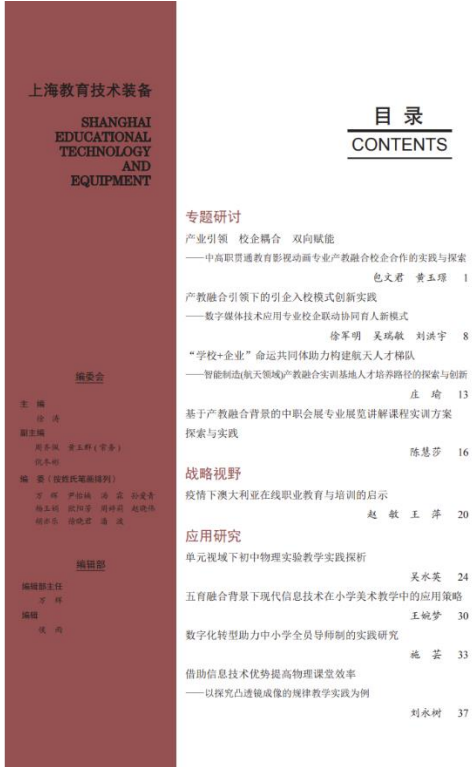 上海教育技术装备
SHANGHAI
EDUCATIONAL
TECHNOLOGY
AND
EQUIPMENT
编委会
主 编
徐 涛
副主编
编 委（按姓氏笔画排列）
编辑部
编辑部主任
万 辉
编辑
目 录
CONTENTS
专题研讨
产业引领 校企耦合 双向赋能
——中高职贯通教育影视动画专业产教融合校企合作的实践与探索
包文君 黄玉璟 1
产教融合引领下的引企入校模式创新实践
——数字媒体技术应用专业校企联动协同育人新模式
徐军明 吴瑞敏 刘洪宇 8
“学校+企业”命运共同体助力构建航天人才梯队
——智能制造(航天领域)产教融合实训基地人才培养路径的探索与创新
庄 瑜 13
基于产教融合背景的中职会展专业展览讲解课程实训方案
探索与实践
陈慧莎 16
战略视野
疫情下澳大利亚在线职业教育与培训的启示
赵 敏 王 萍 20
应用研究
单元视域下初中物理实验教学实践探析
吴水英 24
五育融合背景下现代信息技术在小学美术教学中的应用策略
王婉梦 30
数字化转型助力中小学全员导师制的实践研究
施 芸 33
借助信息技术优势提高物理课堂效率
——以探究凸透镜成像的规律教学实践为例
刘永树 37